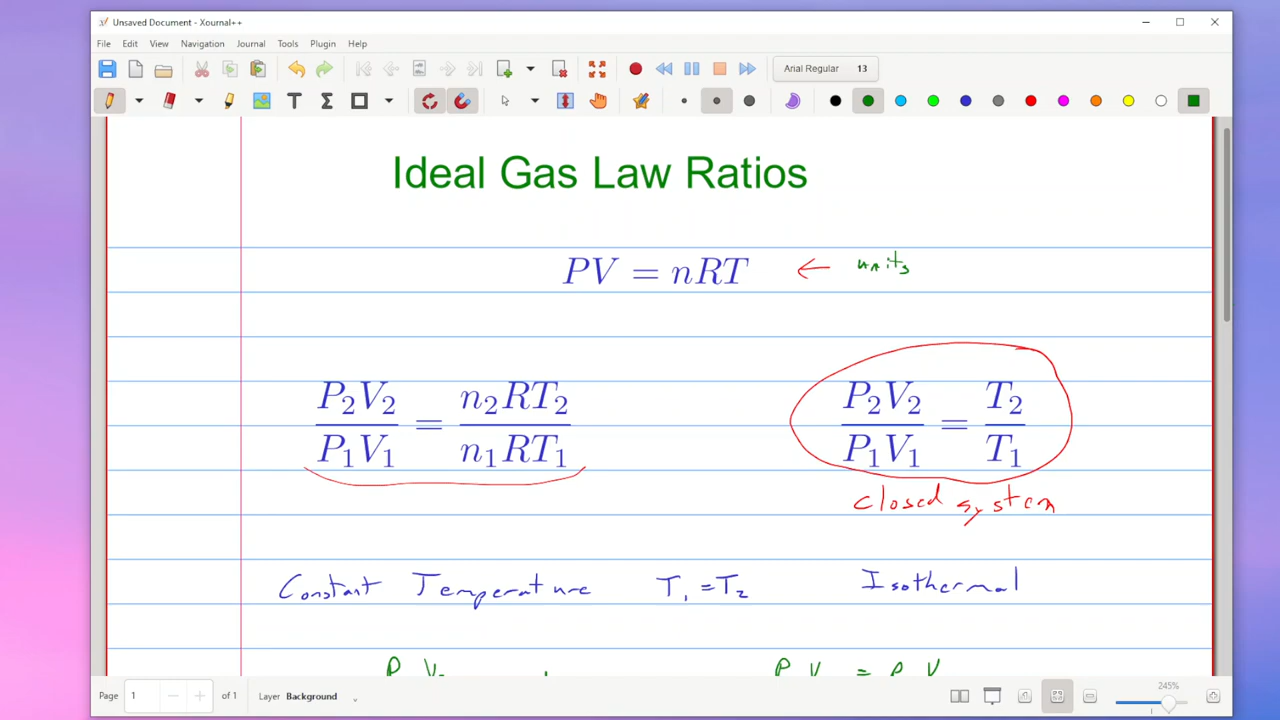 Unsaved Document - Xournal++
File Edit View Navigation Journal Tools Plugin Help
Arial Regular 13
Ideal Gas Law Ratios
PV = nRT ← units
P₂V₂/P₁V₁ = n₂RT₂/n₁RT₁
P₂V₂/P₁V₁ = T₂/T₁
closed system
Constant Temperature T₁ = T₂ Isothermal
P V = P V
Page 1 of 1 Layer Background 245%